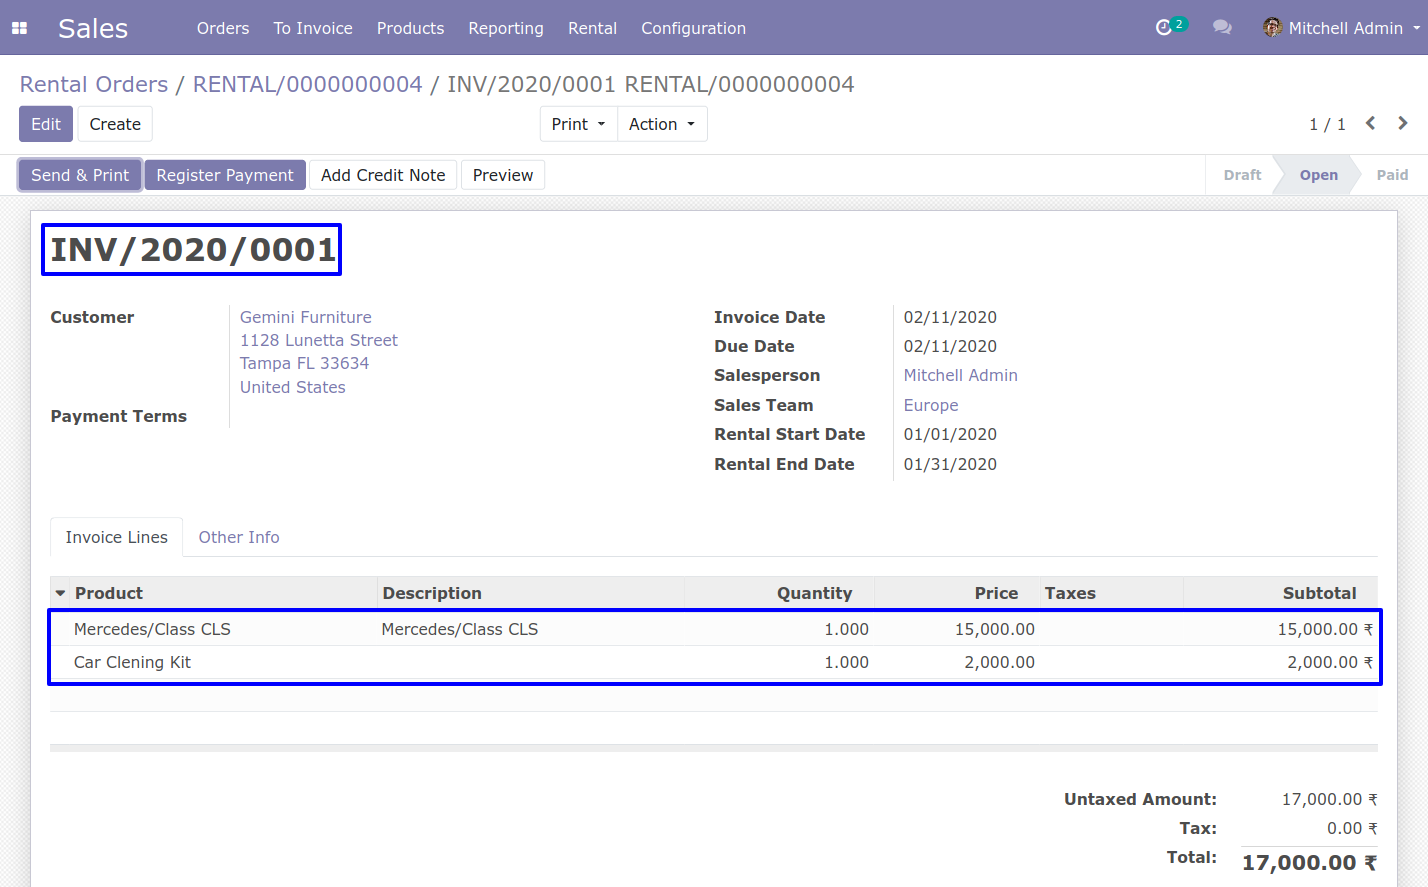 Sales Orders To Invoice Products Reporting Rental Configuration 2 Mitchell Admin
Rental Orders / RENTAL/0000000004 / INV/2020/0001 RENTAL/0000000004
Edit Create Print Action 1 / 1
Send & Print Register Payment Add Credit Note Preview Draft Open Paid
INV/2020/0001
Customer Gemini Furniture
1128 Lunetta Street
Tampa FL 33634
United States
Payment Terms
Invoice Date 02/11/2020
Due Date 02/11/2020
Salesperson Mitchell Admin
Sales Team Europe
Rental Start Date 01/01/2020
Rental End Date 01/31/2020
Invoice Lines Other Info
Product Description Quantity Price Taxes Subtotal
Mercedes/Class CLS Mercedes/Class CLS 1.000 15,000.00 15,000.00 ₹
Car Clening Kit 1.000 2,000.00 2,000.00 ₹
Untaxed Amount: 17,000.00 ₹
Tax: 0.00 ₹
Total: 17,000.00 ₹